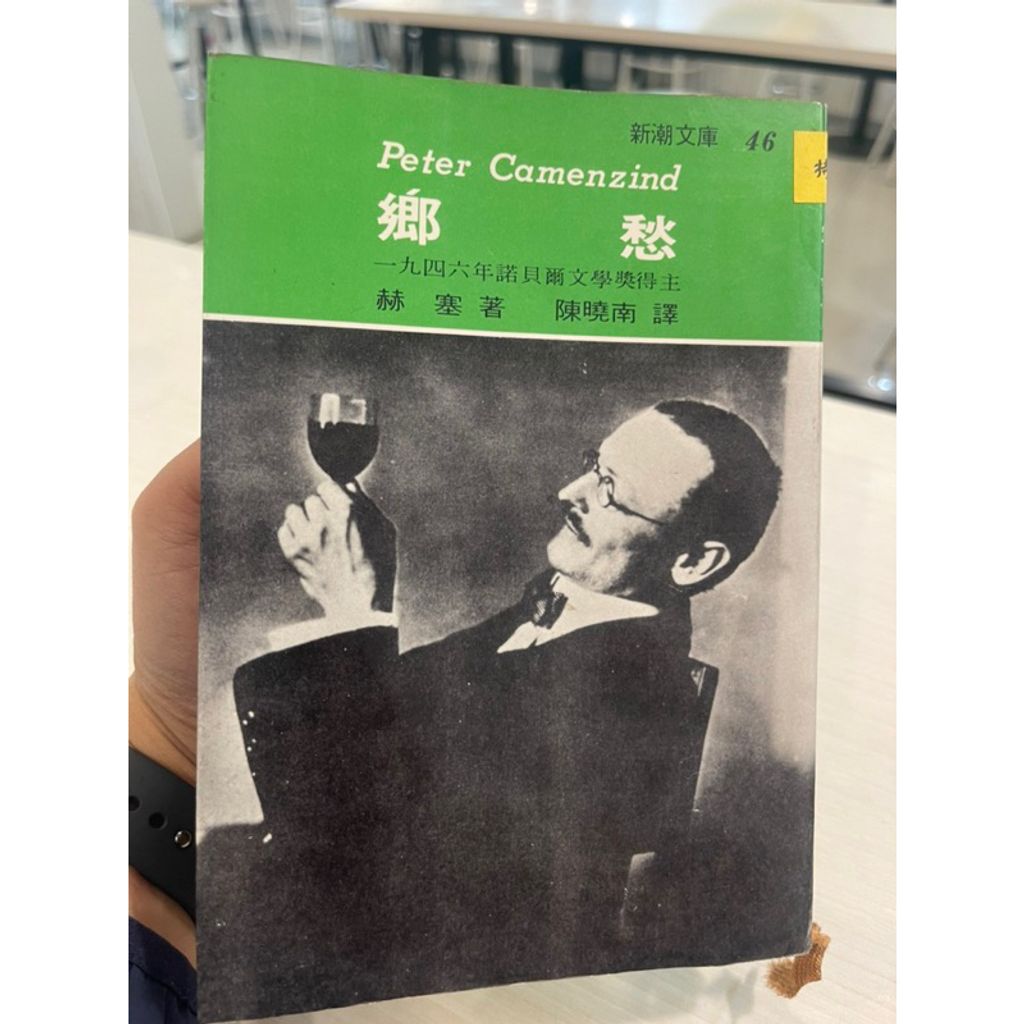 新潮文庫 46
Peter Camenzind
鄉愁
一九四六年諾貝爾文學獎得主
赫塞著 陳曉南譯